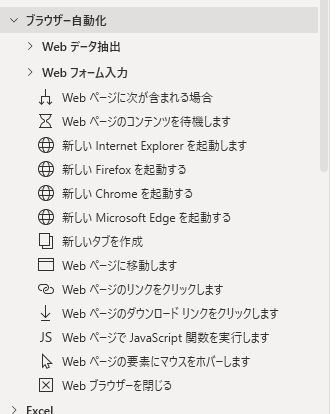 ブラウザー自動化
Web データ抽出
Web フォーム入力
Web ページに次が含まれる場合
Web ページのコンテンツを待機します
新しい Internet Explorer を起動します
新しい Firefox を起動する
新しい Chrome を起動する
新しい Microsoft Edge を起動する
新しいタブを作成
Web ページに移動します
Web ページのリンクをクリックします
Web ページのダウンロード リンクをクリックします
JS Web ページで JavaScript 関数を実行します
Web ページの要素にマウスをホバーします
Web ブラウザーを閉じる
Excel